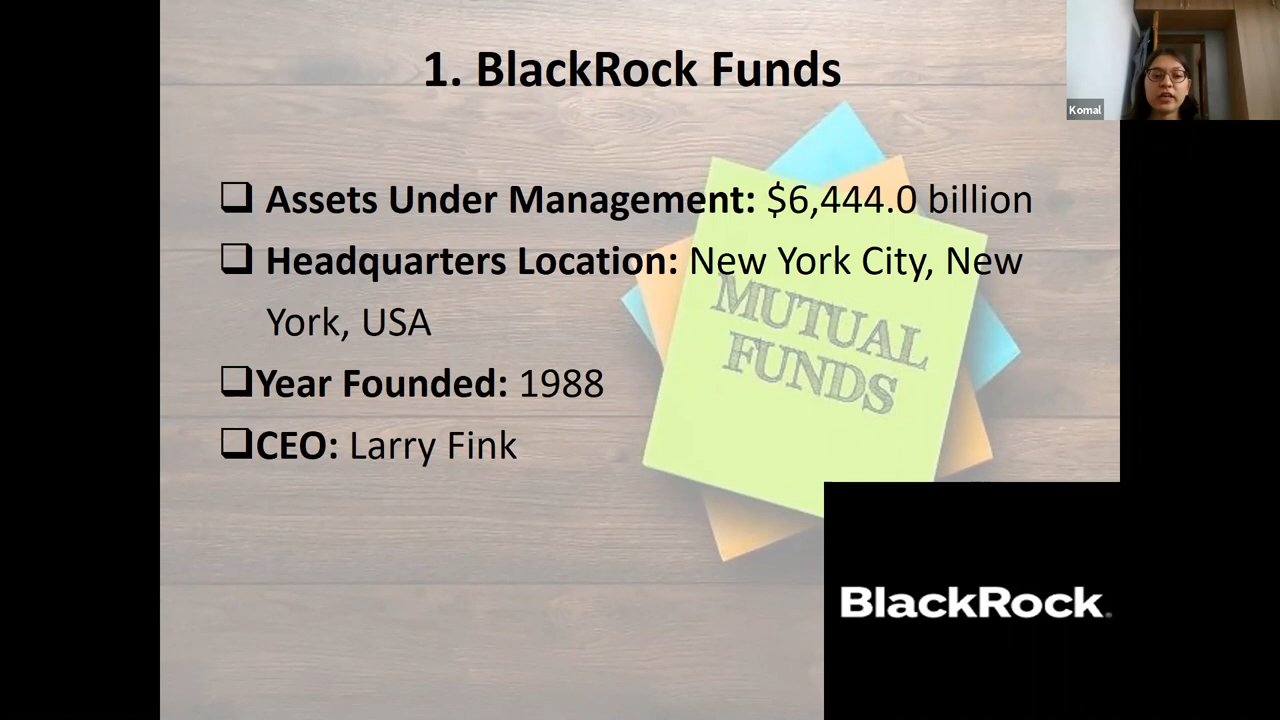 1. BlackRock Funds
Komal
❑ Assets Under Management: $6,444.0 billion
❑ Headquarters Location: New York City, New
York, USA
❑Year Founded: 1988
❑CEO: Larry Fink
MUTUAL
FUNDS
BlackRock.